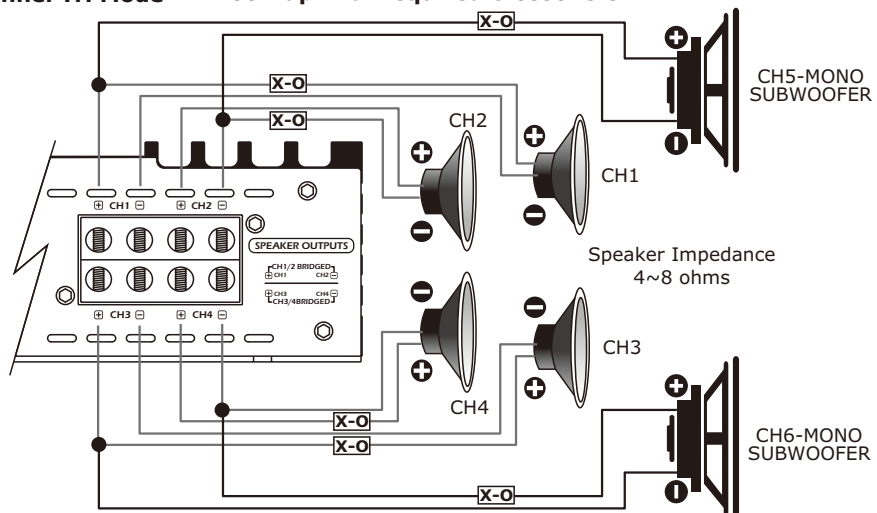 X-O
CH5-MONO
SUBWOOFER
X-O
X-O
CH2
CH1
+ CH1 - + CH2 -
SPEAKER OUTPUTS
CH1/2 BRIDGED
+ CH1 CH2 -
+ CH3 CH4 -
CH3/4BRIDGED
Speaker Impedance
4~8 ohms
+ CH3 - + CH4 -
CH3
CH4
X-O
X-O
CH6-MONO
SUBWOOFER
X-O